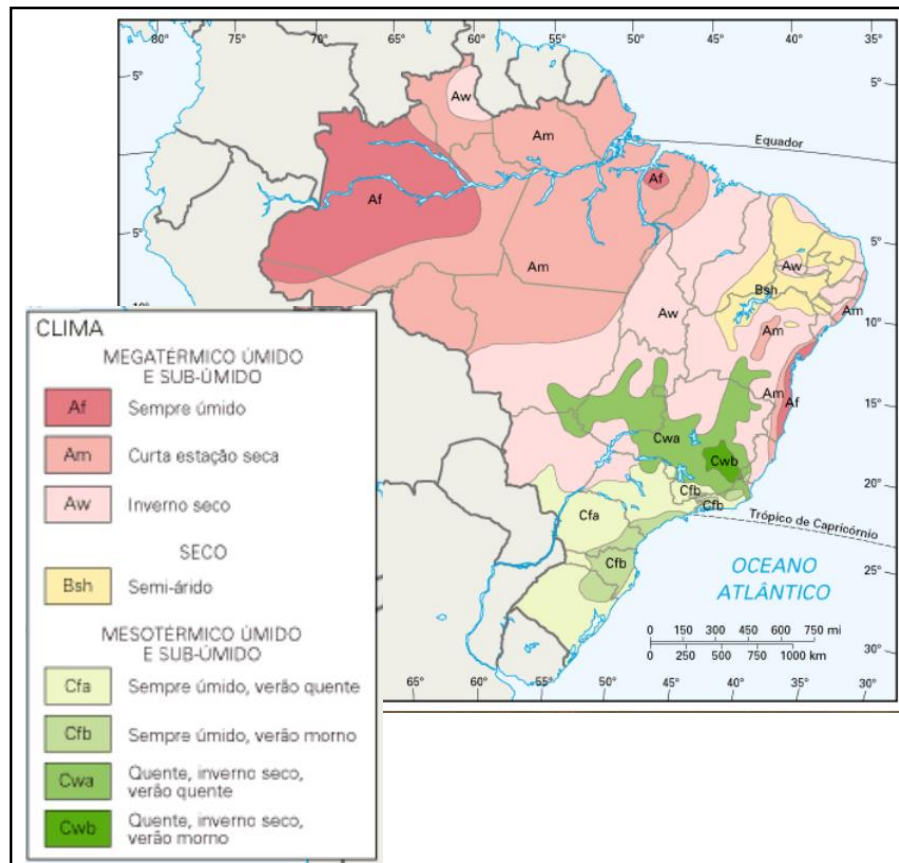 80° 75° 70° 65° 60° 55° 50° 45° 40° 35°
5° 5°
Aw
Am
Equador
Af
Af
5° 5°
Aw
Am
Bsh
Am
Aw
10°
10°
Am
Am
Af
15°
Cwa
Cwb
Cfb
20°
Cfb
Cfa
Trópico de Capricórnio
Cfb
OCEANO
ATLÂNTICO
25°
0 150 300 450 600 750 mi
0 250 500 750 1000 km
30°
65° 60° 55° 50° 45° 40° 35° 30°
CLIMA
MEGATÉRMICO ÚMIDO
E SUB-ÚMIDO
Af Sempre úmido
Am Curta estação seca
Aw Inverno seco
SECO
Bsh Semi-árido
MESOTÉRMICO ÚMIDO
E SUB-ÚMIDO
Cfa Sempre úmido, verão quente
Cfb Sempre úmido, verão morno
Cwa Quente, inverno seco,
verão quente
Cwb Quente, inverno seco,
verão morno